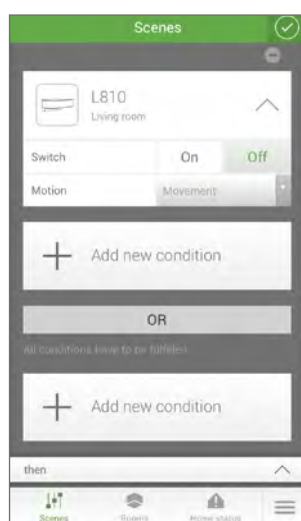 Scenes
L810
Living room
Switch On Off
Motion Movement
Add new condition
OR
All conditions have to be fulfilled
Add new condition
then
Scenes Rooms Home status